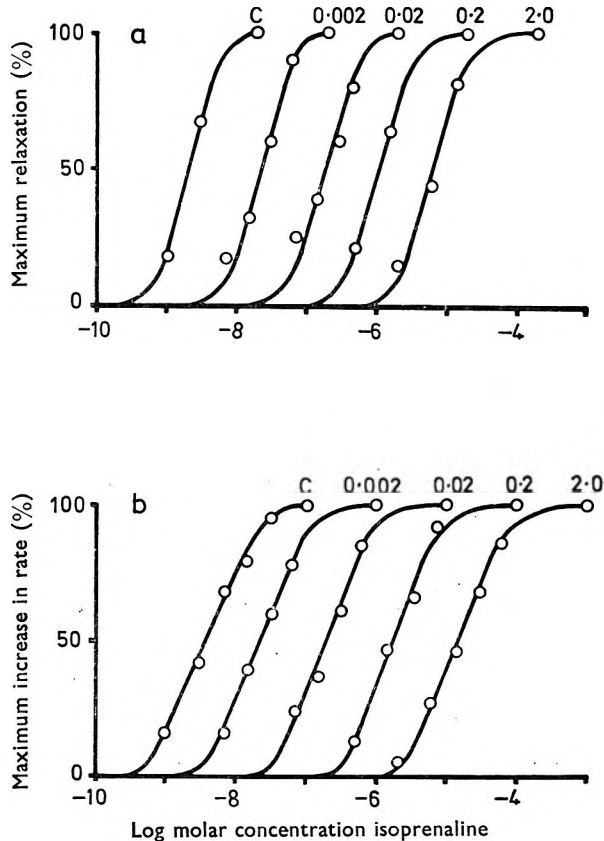 a
C 0·002 0·02 0·2 2·0
Maximum relaxation (%)
100
50
0
-10 -8 -6 -4
b
C 0·002 0·02 0·2 2·0
Maximum increase in rate (%)
100
50
0
-10 -8 -6 -4
Log molar concentration isoprenaline